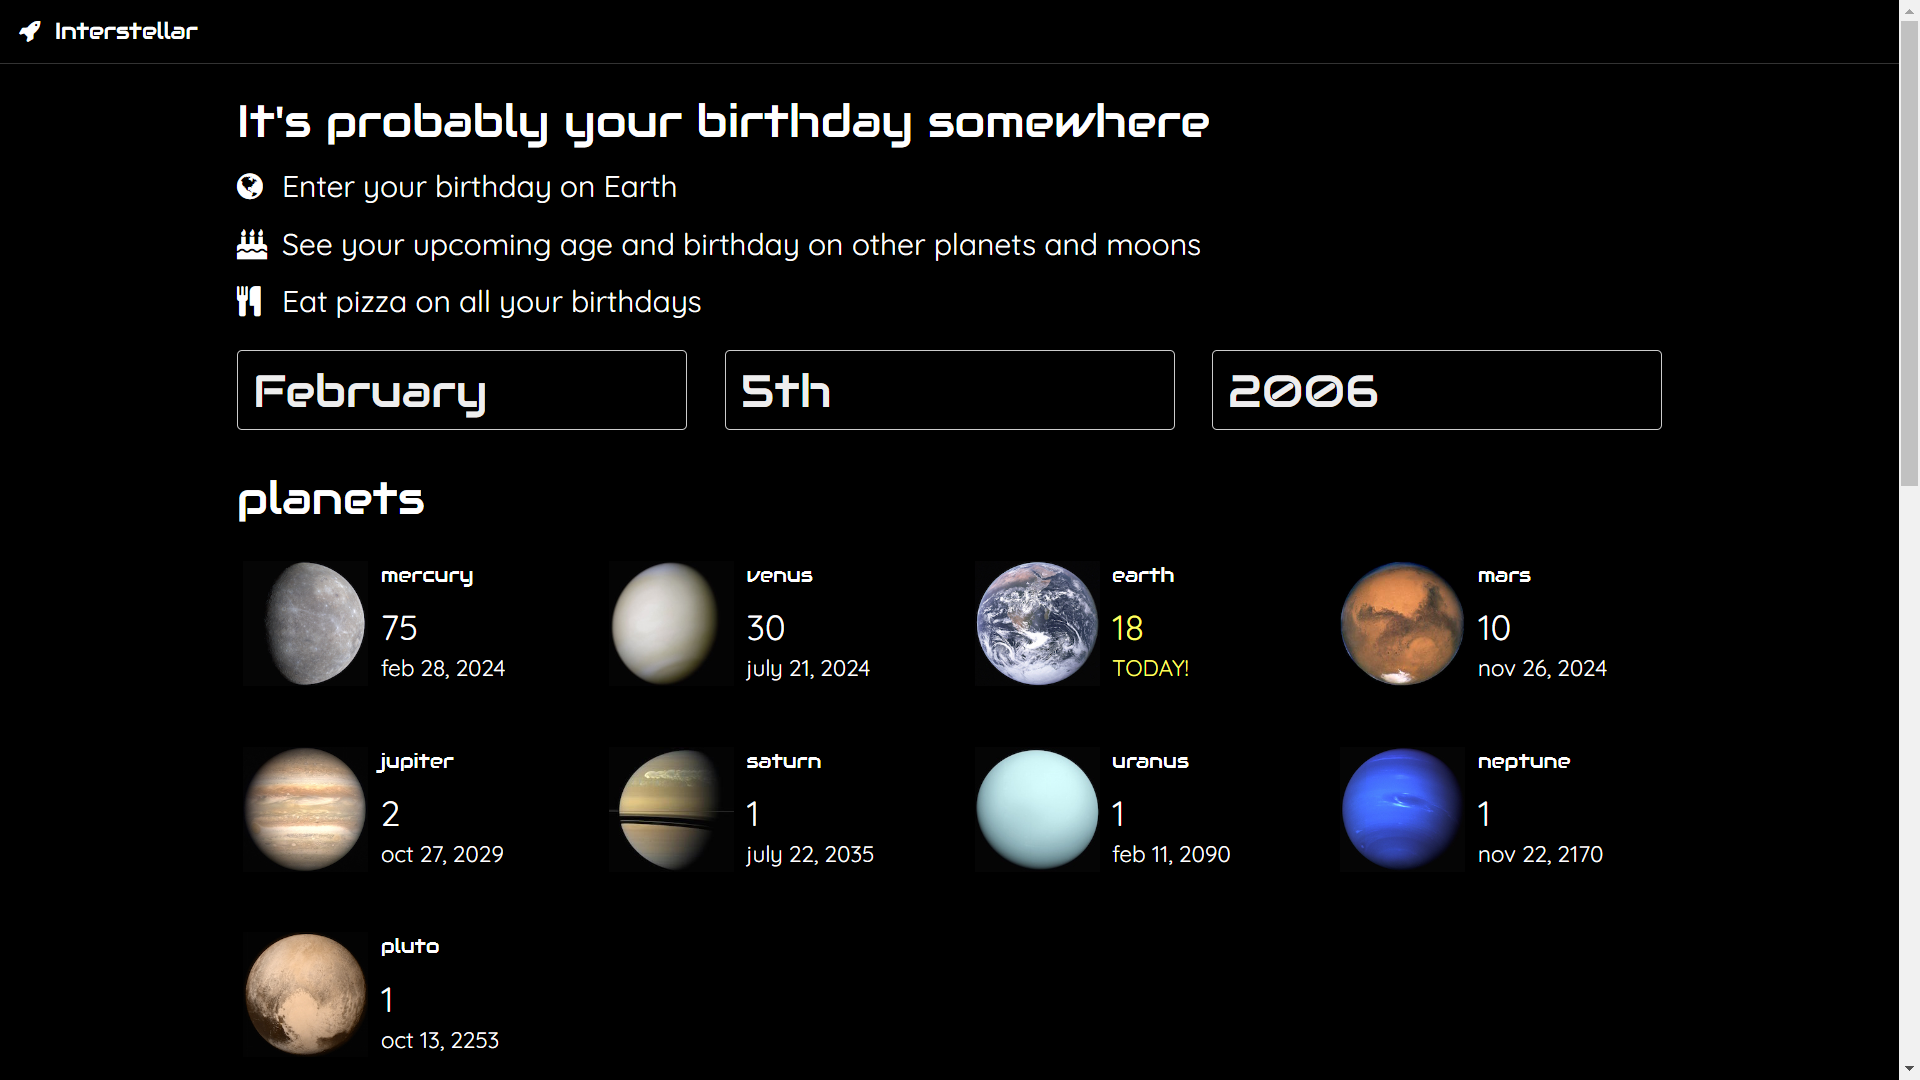 Interstellar
It's probably your birthday somewhere
Enter your birthday on Earth
See your upcoming age and birthday on other planets and moons
Eat pizza on all your birthdays
February 5th 2006
planets
mercury
75
feb 28, 2024
venus
30
july 21, 2024
earth
18
TODAY!
mars
10
nov 26, 2024
jupiter
2
oct 27, 2029
saturn
1
july 22, 2035
uranus
1
feb 11, 2090
neptune
1
nov 22, 2170
pluto
1
oct 13, 2253